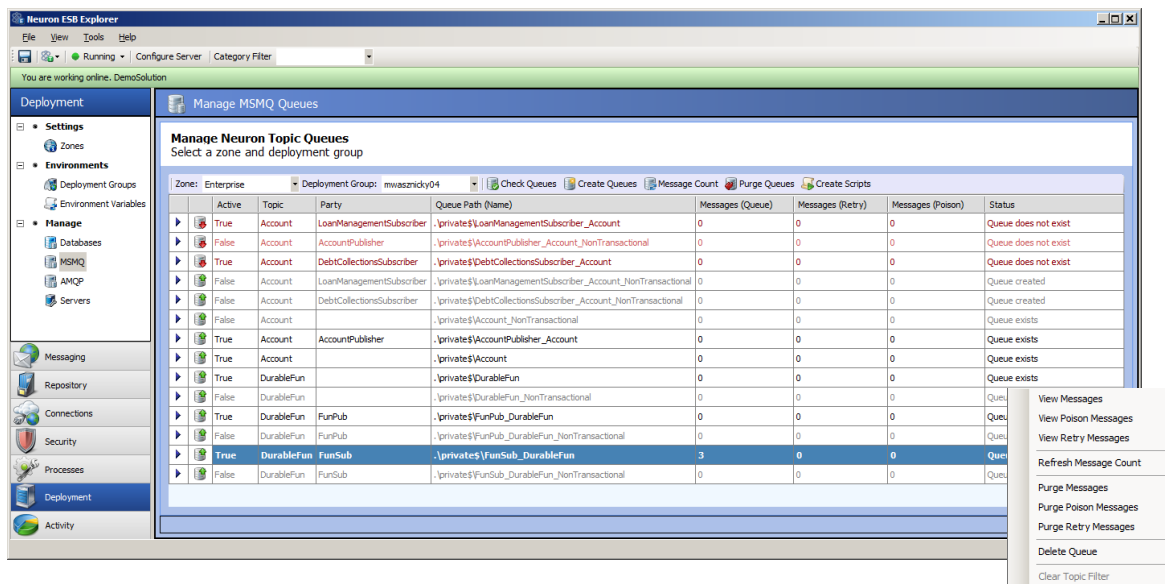 Neuron ESB Explorer
File View Tools Help
Running Configure Server Category Filter
You are working online. DemoSolution
Deployment
Settings
Zones
Environments
Deployment Groups
Environment Variables
Manage
Databases
MSMQ
AMQP
Servers
Messaging
Repository
Connections
Security
Processes
Deployment
Activity
Manage MSMQ Queues
Manage Neuron Topic Queues
Select a zone and deployment group
Zone: Enterprise Deployment Group: mwasznicky04 Check Queues Create Queues Message Count Purge Queues Create Scripts
Active Topic Party Queue Path (Name) Messages (Queue) Messages (Retry) Messages (Poison) Status
True Account LoanManagementSubscriber .\private$\LoanManagementSubscriber_Account 0 0 0 Queue does not exist
False Account AccountPublisher .\private$\AccountPublisher_Account_NonTransactional 0 0 0 Queue does not exist
True Account DebtCollectionsSubscriber .\private$\DebtCollectionsSubscriber_Account 0 0 0 Queue does not exist
False Account LoanManagementSubscriber .\private$\LoanManagementSubscriber_Account_NonTransactional 0 0 0 Queue created
False Account DebtCollectionsSubscriber .\private$\DebtCollectionsSubscriber_Account_NonTransactional 0 0 0 Queue created
False Account .\private$\Account_NonTransactional 0 0 0 Queue exists
True Account AccountPublisher .\private$\AccountPublisher_Account 0 0 0 Queue exists
True Account .\private$\Account 0 0 0 Queue exists
True DurableFun .\private$\DurableFun 0 0 0 Queue exists
False DurableFun .\private$\DurableFun_NonTransactional 0 0 0 Queu
True DurableFun FunPub .\private$\FunPub_DurableFun 0 0 0 Queu
False DurableFun FunPub .\private$\FunPub_DurableFun_NonTransactional 0 0 0 Queu
True DurableFun FunSub .\private$\FunSub_DurableFun 3 0 0 Queu
False DurableFun FunSub .\private$\FunSub_DurableFun_NonTransactional 0 0 0 Queu
View Messages
View Poison Messages
View Retry Messages
Refresh Message Count
Purge Messages
Purge Poison Messages
Purge Retry Messages
Delete Queue
Clear Topic Filter